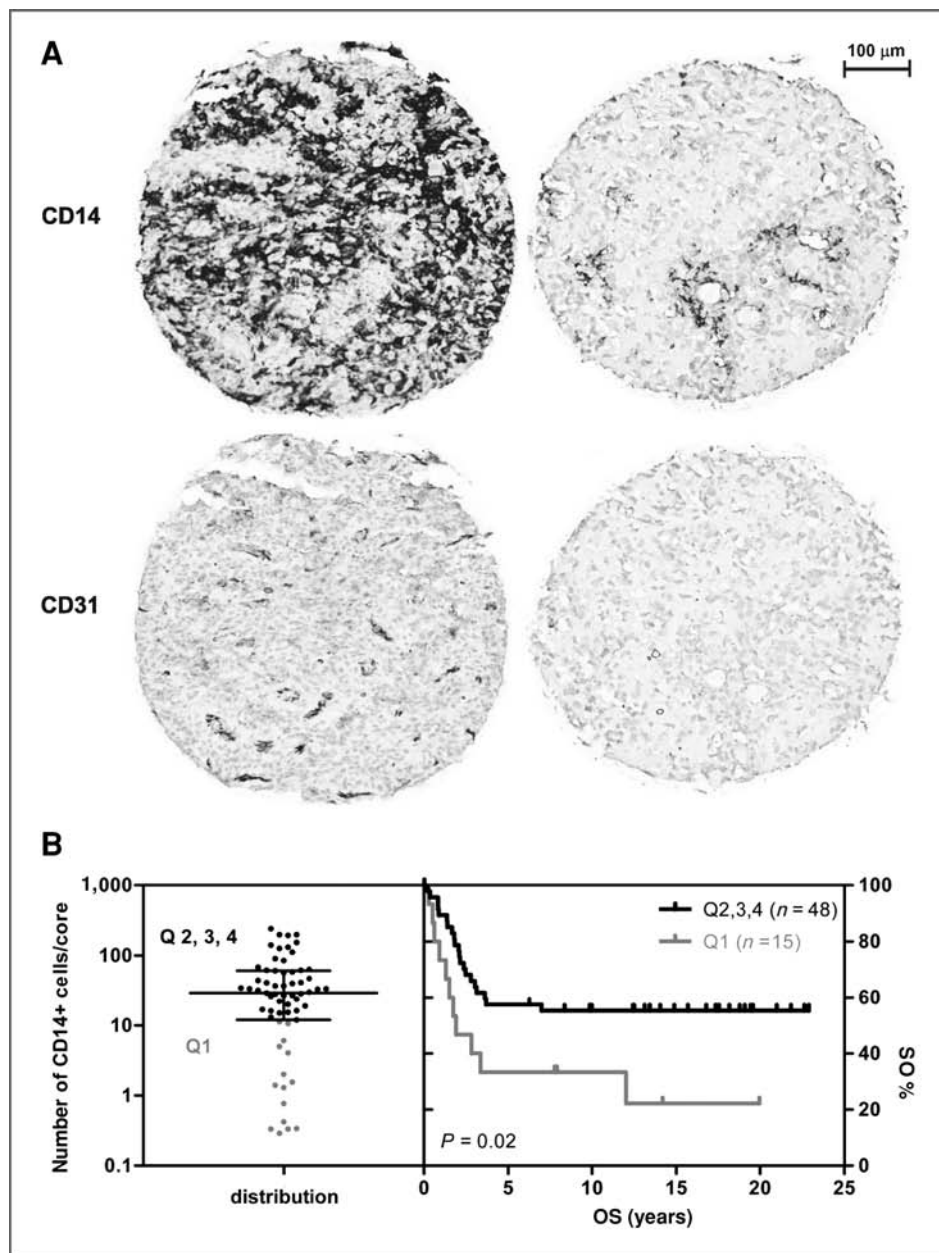 A
100 μm
CD14
CD31
B
Number of CD14+ cells/core
1,000
100
10
1
0.1
Q 2, 3, 4
Q1
distribution
Q2,3,4 (n = 48)
Q1 (n =15)
P = 0.02
0 5 10 15 20 25
OS (years)
100
80
60
40
20
0
OS %